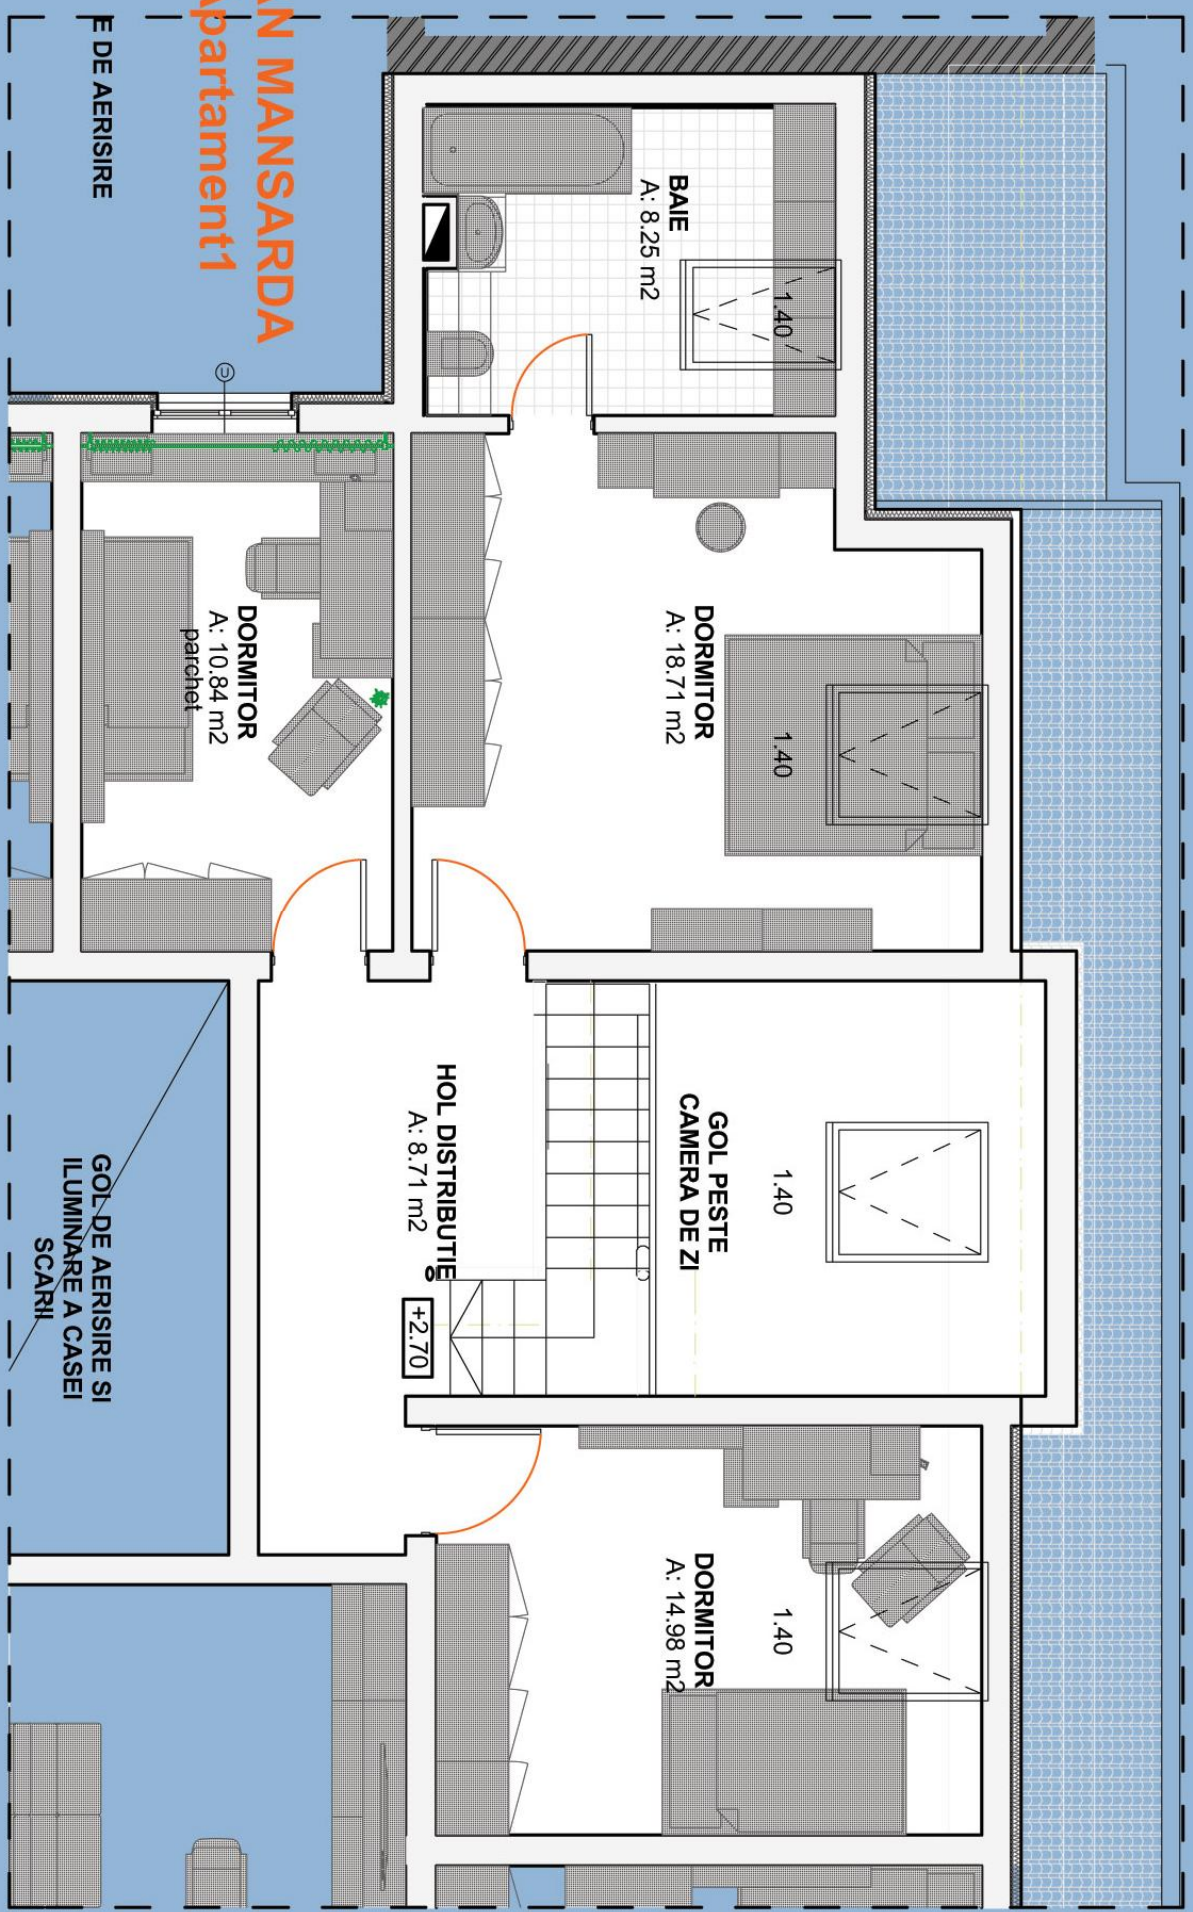 AN MANSARDA
Apartament1
E DE AERISIRE
BAIE
A: 8.25 m2
1.40
DORMITOR
A: 18.71 m2
1.40
DORMITOR
A: 10.84 m2
parchet
U
GOL PESTE
CAMERA DE ZI
1.40
HOL DISTRIBUTIE
A: 8.71 m2
0
+2.70
DORMITOR
A: 14.98 m2
1.40
GOL DE AERISIRE SI
ILUMINARE A CASEI
SCARII